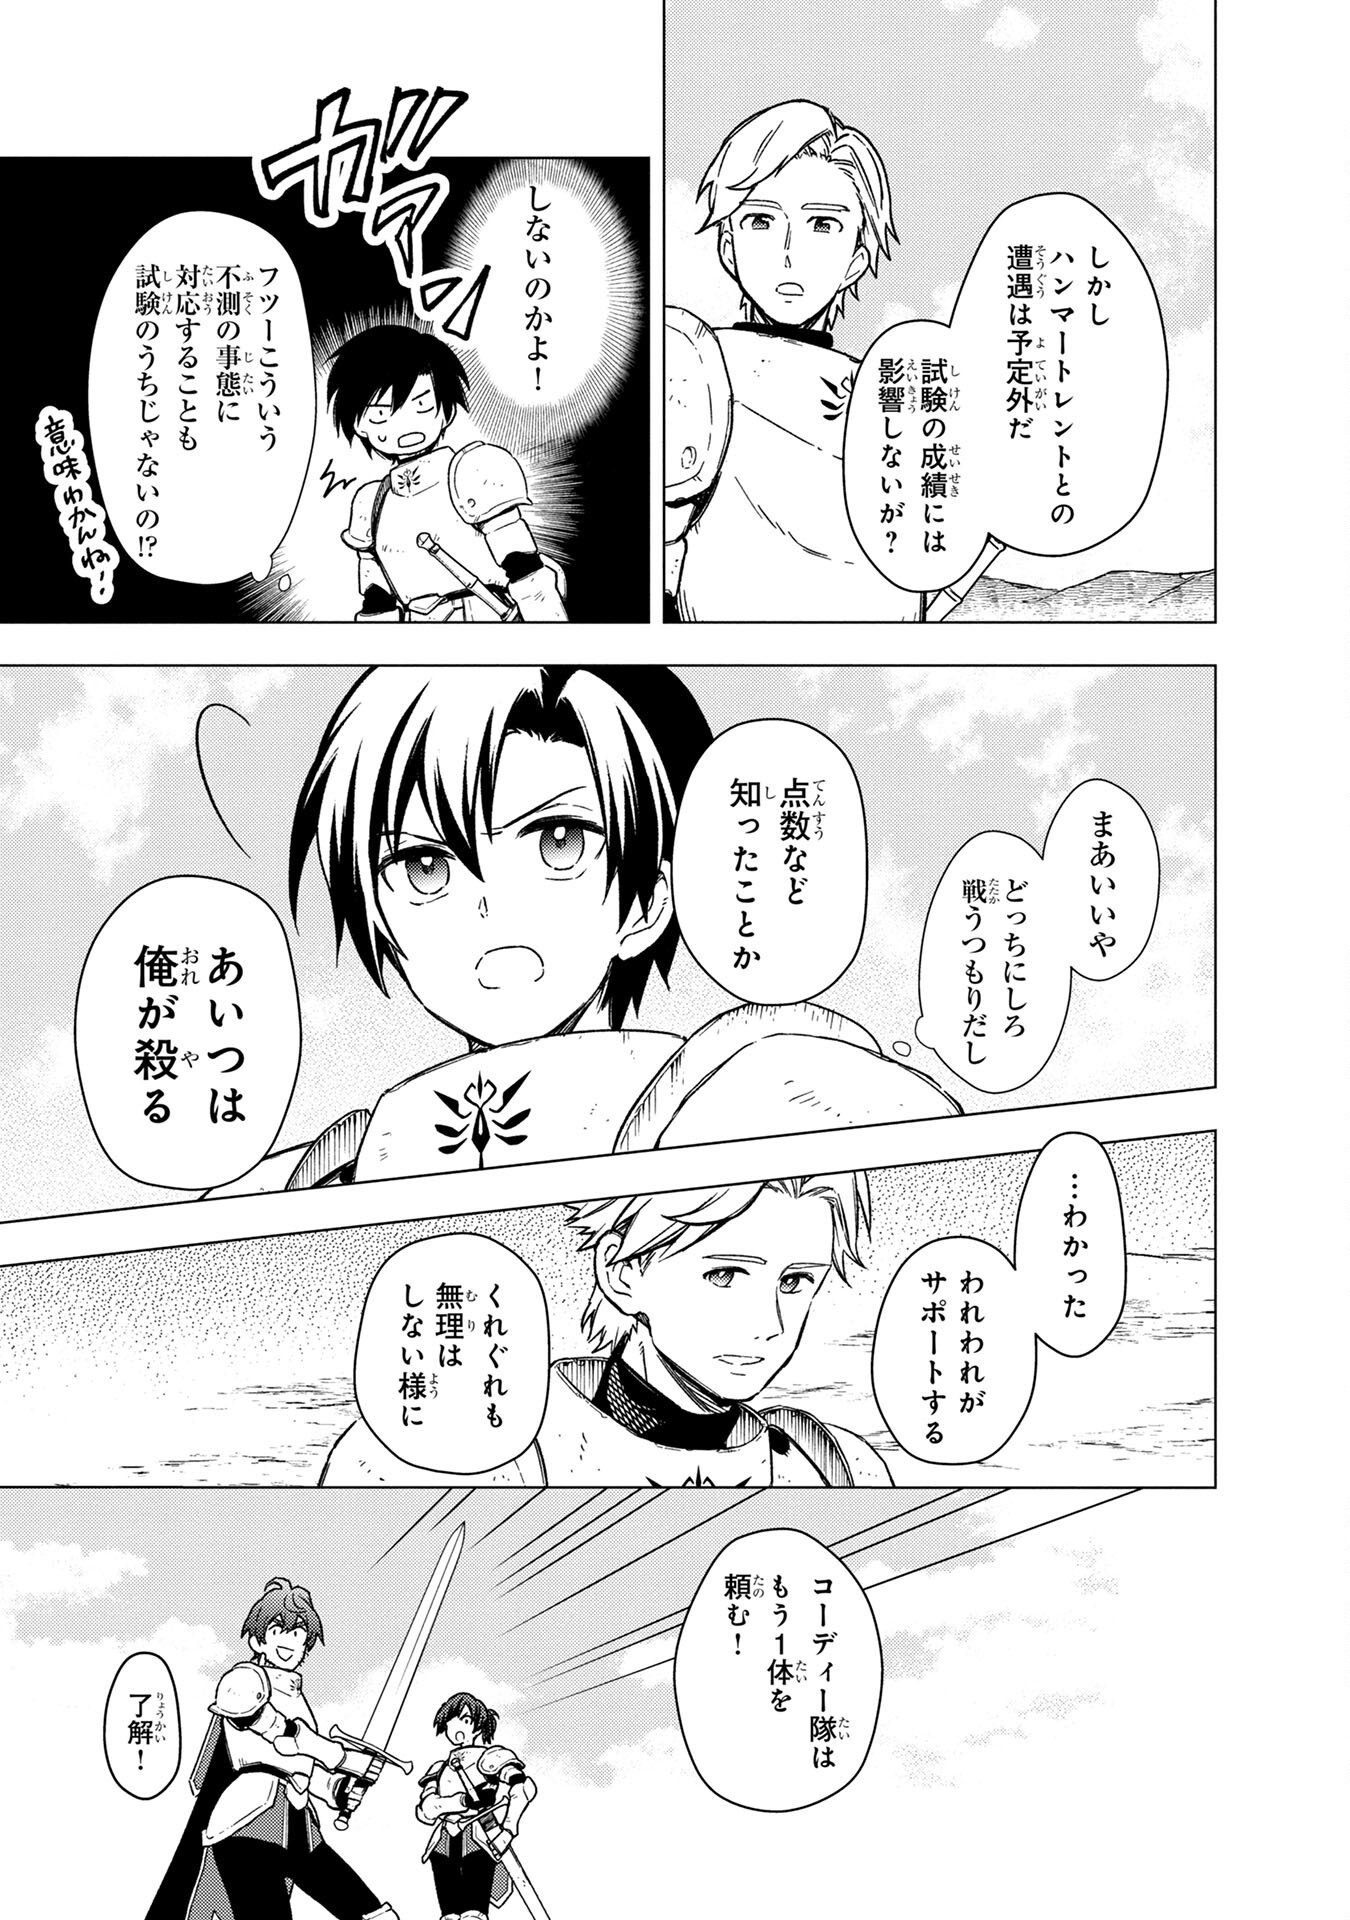 しかし
ハンマートレントとの
遭遇は予定外だ
試験の成績には
影響しないが？
しないのかよ！
ガガァン
フツーこういう
不測の事態に
対応することも
試験のうちじゃないの!?
意味わかんね…
まあいいや
どっちにしろ
戦うつもりだし
点数など
知ったことか
あいつは
俺が殺る
…わかった
われわれが
サポートする
くれぐれも
無理は
しない様に
コーディー隊は
もう1体を
頼む！
了解！